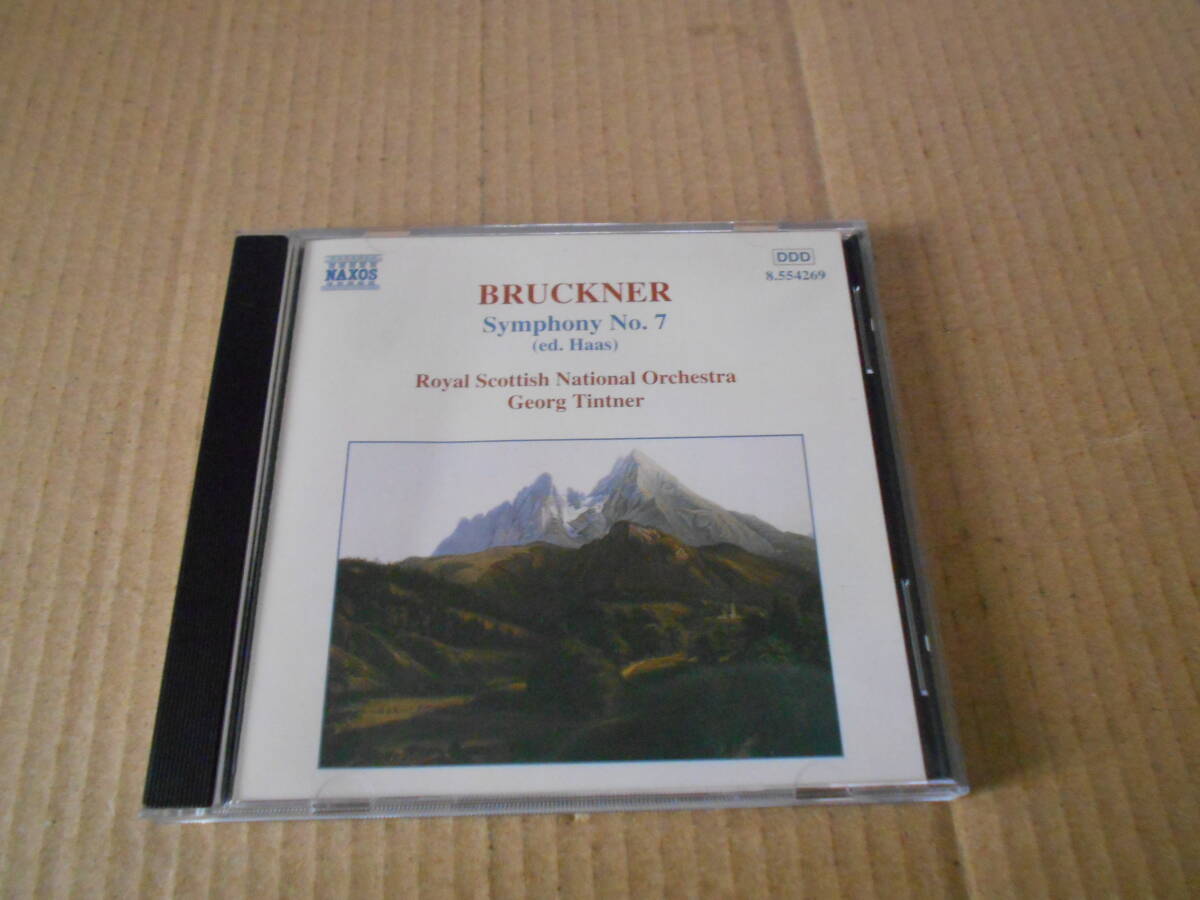 NAXOS
DDD
8.554269
BRUCKNER
Symphony No. 7
(ed. Haas)
Royal Scottish National Orchestra
Georg Tintner